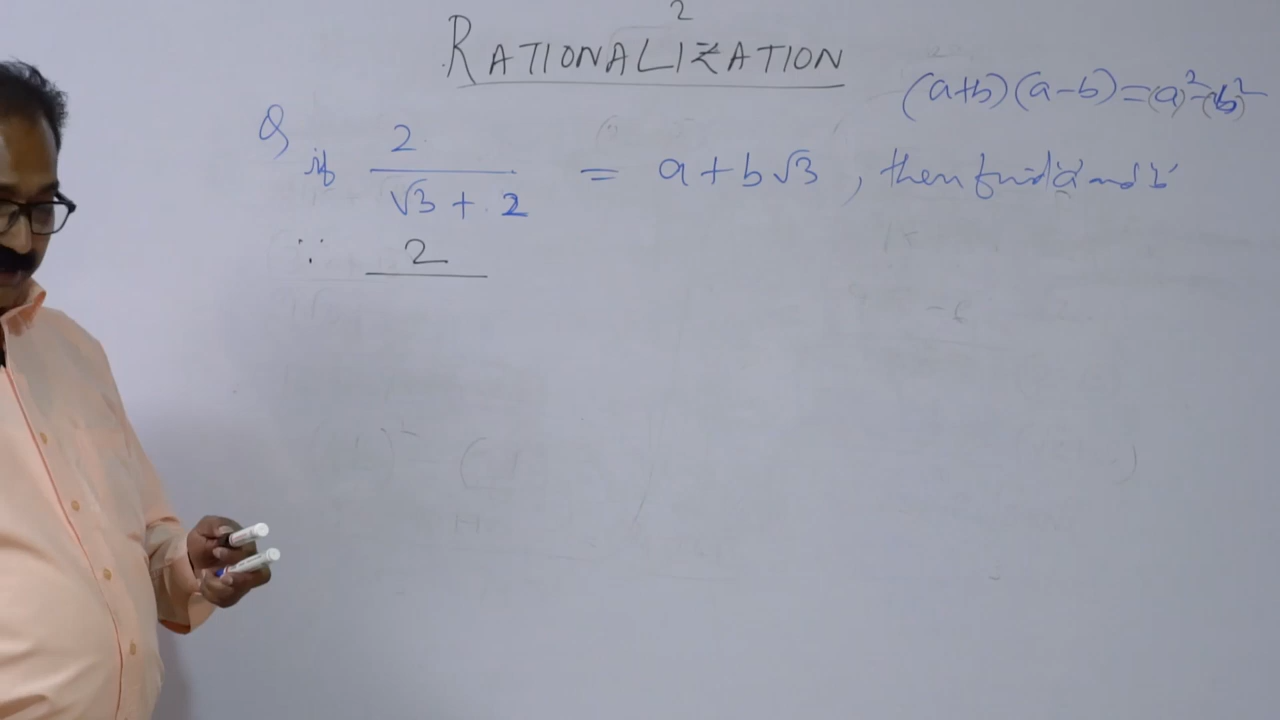 2
RATIONALIZATION
(a+b)(a-b)=(a)²-(b)²
Q if 2/(√3 + 2) = a+b√3, then find 'a' and 'b'
∵ 2